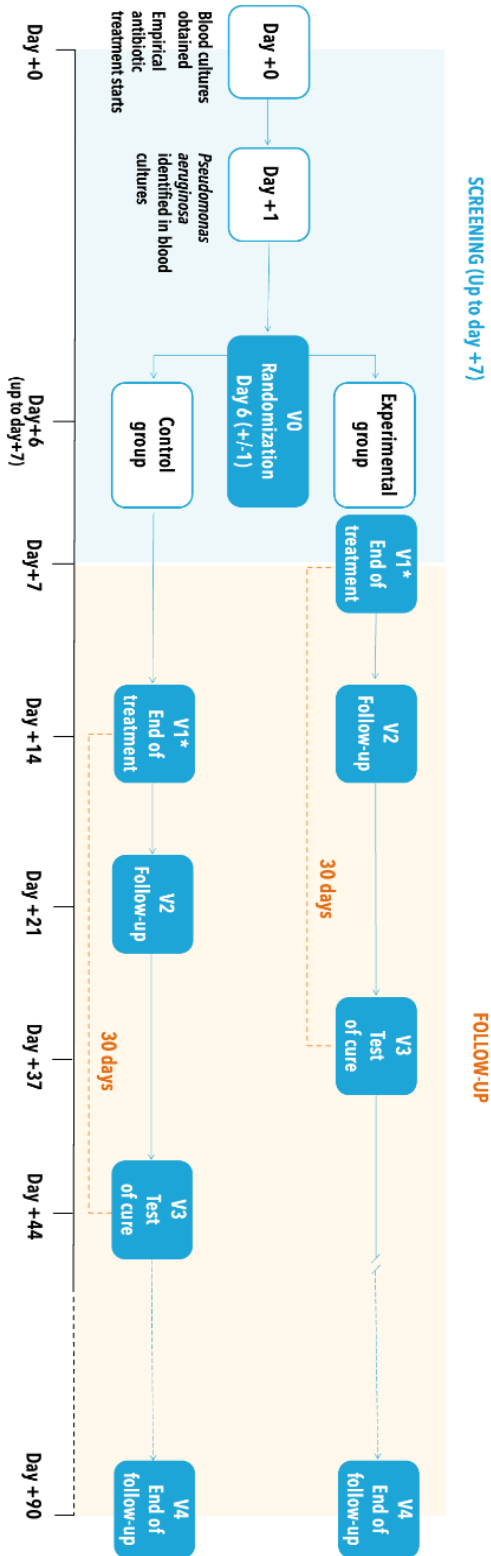 SCREENING (Up to day +7)
FOLLOW-UP
Experimental
group
V1*
End of
treatment
V2
Follow-up
V3
Test
of cure
V4
End of
follow-up
30 days
Day +0
Day +1
V0
Randomization
Day 6 (+/-1)
Blood cultures
obtained
Empirical
antibiotic
treatment starts
Pseudomonas
aeruginosa
identified in blood
cultures
Control
group
V1*
End of
treatment
V2
Follow-up
V3
Test
of cure
V4
End of
follow-up
30 days
Day +0
Day+6
(up to day+7)
Day+7
Day +14
Day +21
Day +37
Day +44
Day +90